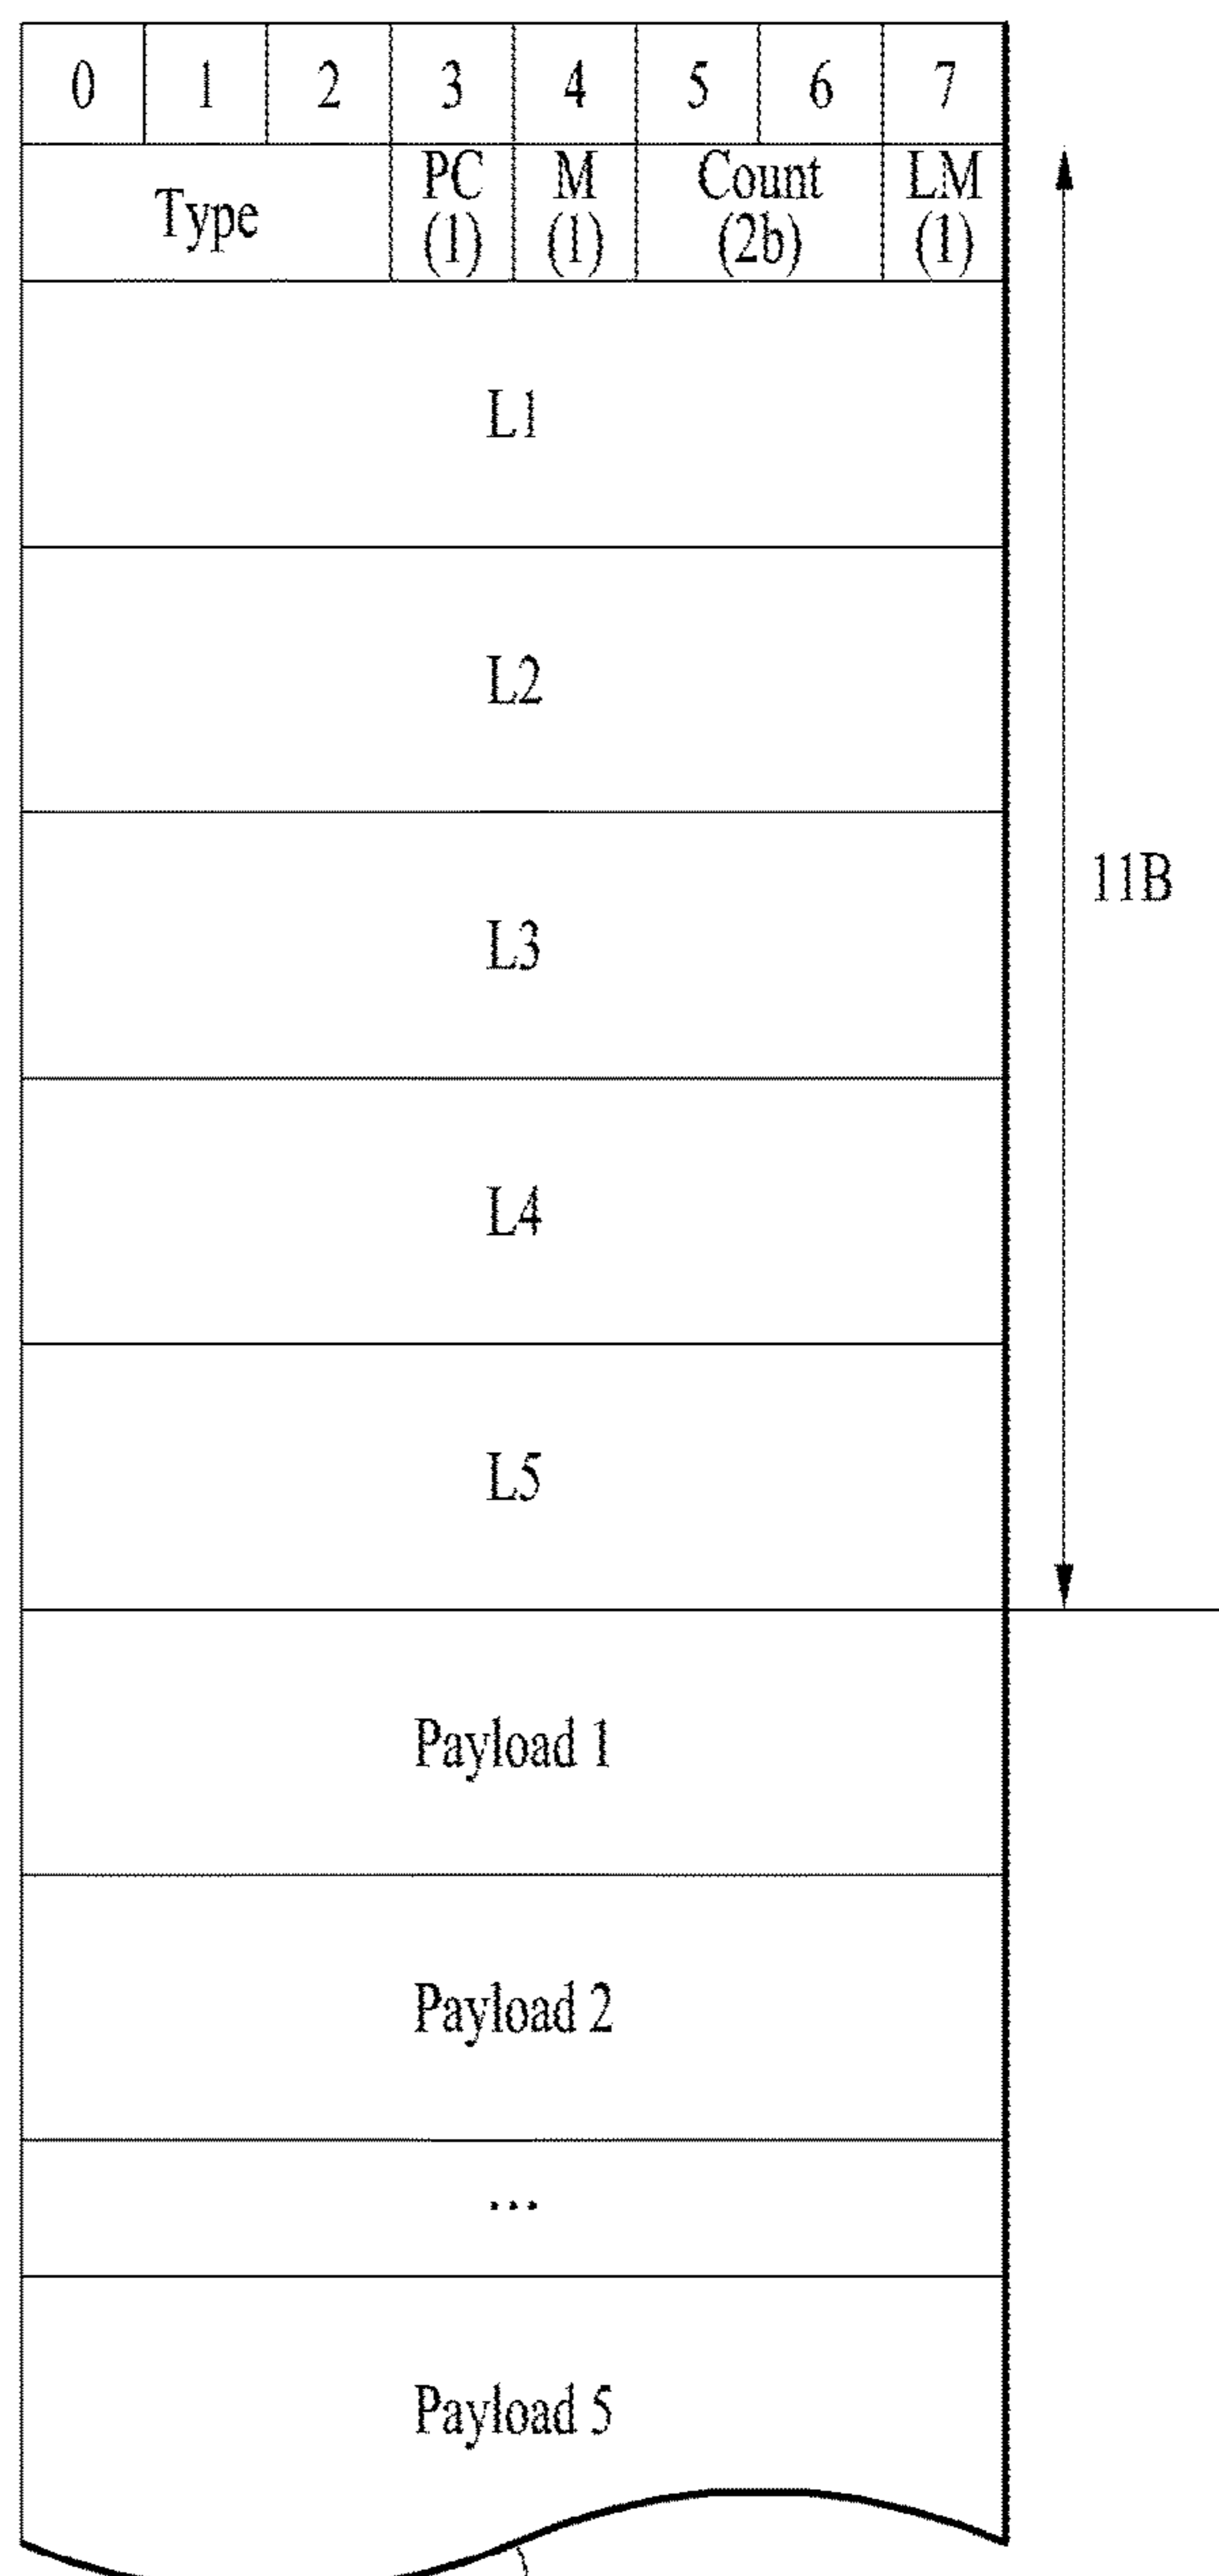 0 1 2 3 4 5 6 7
Type PC (1) M (1) Count (2b) LM (1)
L1
L2
L3
11B
L4
L5
Payload 1
Payload 2
...
Payload 5